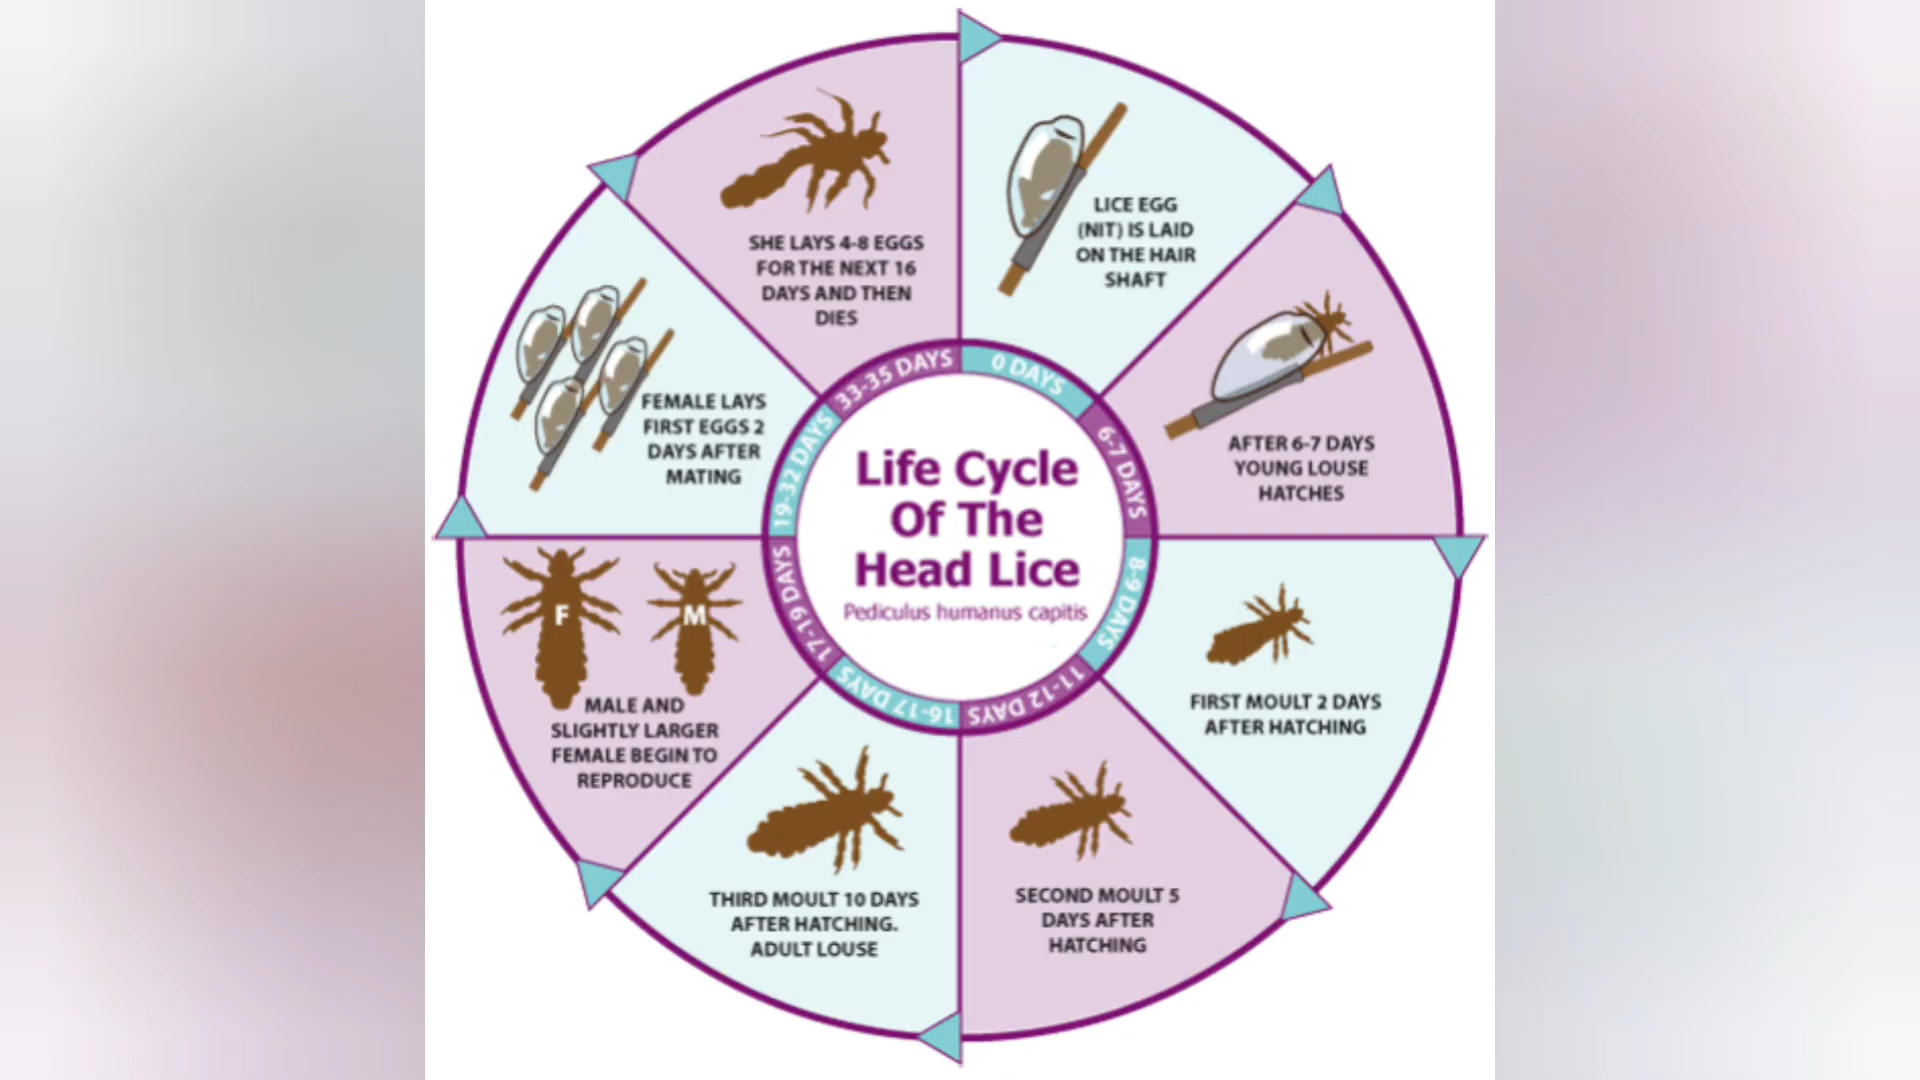 Life Cycle
Of The
Head Lice
Pediculus humanus capitis
0 DAYS
LICE EGG
(NIT) IS LAID
ON THE HAIR
SHAFT
6-7 DAYS
AFTER 6-7 DAYS
YOUNG LOUSE
HATCHES
8-9 DAYS
FIRST MOULT 2 DAYS
AFTER HATCHING
11-12 DAYS
SECOND MOULT 5
DAYS AFTER
HATCHING
16-17 DAYS
THIRD MOULT 10 DAYS
AFTER HATCHING.
ADULT LOUSE
17-19 DAYS
F
M
MALE AND
SLIGHTLY LARGER
FEMALE BEGIN TO
REPRODUCE
19-32 DAYS
FEMALE LAYS
FIRST EGGS 2
DAYS AFTER
MATING
33-35 DAYS
SHE LAYS 4-8 EGGS
FOR THE NEXT 16
DAYS AND THEN
DIES